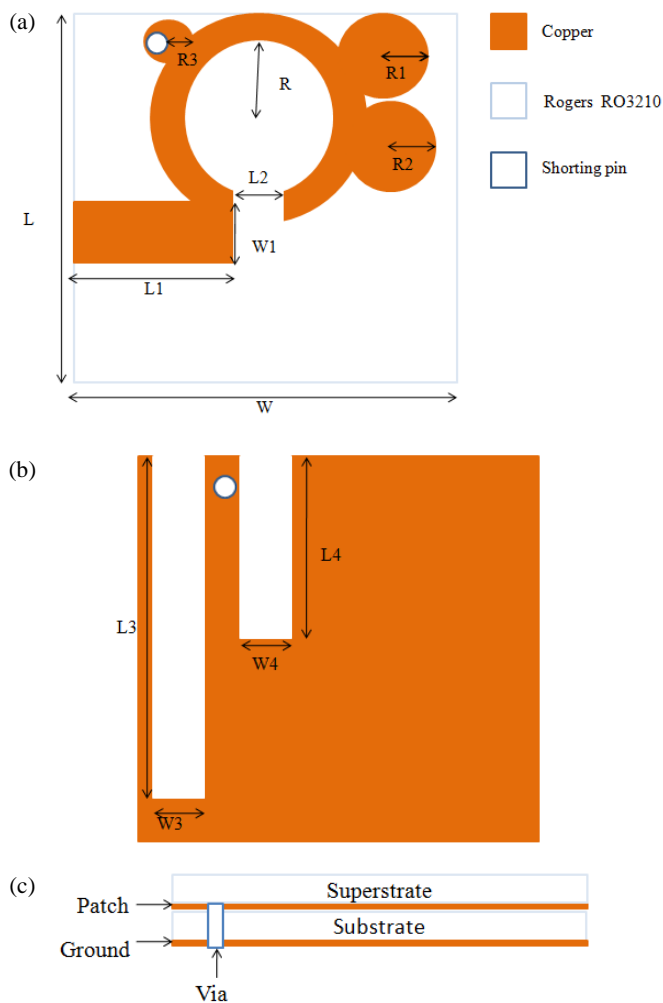 (a)
R3
R
R1
R2
L2
W1
L
L1
W
Copper
Rogers RO3210
Shorting pin
(b)
L3
L4
W4
W3
(c)
Superstrate
Patch
Substrate
Ground
Via